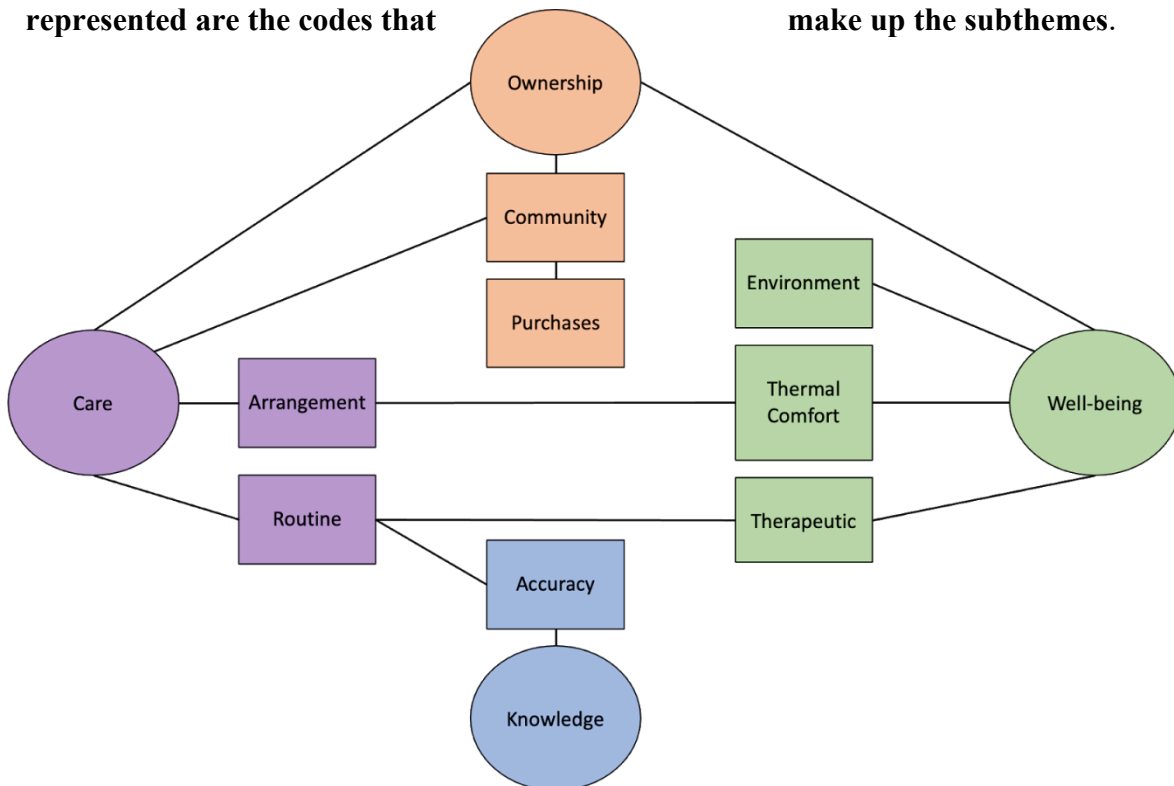 represented are the codes that make up the subthemes.
Ownership
Community
Environment
Purchases
Care
Arrangement
Thermal
Comfort
Well-being
Routine
Therapeutic
Accuracy
Knowledge